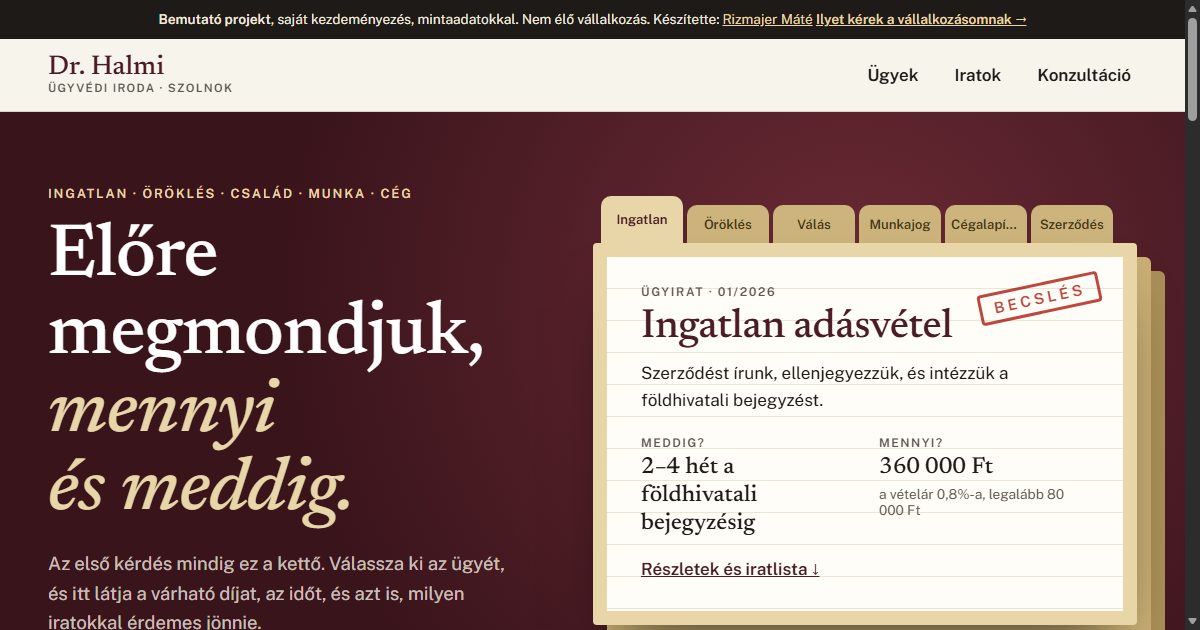 Bemutató projekt, saját kezdeményezés, mintaadatokkal. Nem élő vállalkozás. Készítette: Rizmajer Máté Ilyet kérek a vállalkozásomnak →
Dr. Halmi
ÜGYVÉDI IRODA · SZOLNOK
Ügyek Iratok Konzultáció
INGATLAN · ÖRÖKLÉS · CSALÁD · MUNKA · CÉG
Előre
megmondjuk,
mennyi
és meddig.
Az első kérdés mindig ez a kettő. Válassza ki az ügyét,
és itt látja a várható díjat, az időt, és azt is, milyen
iratokkal érdemes jönnie.
Ingatlan Öröklés Válás Munkajog Cégalapí... Szerződés
ÜGYIRAT · 01/2026
BECSLÉS
Ingatlan adásvétel
Szerződést írunk, ellenjegyezzük, és intézzük a
földhivatali bejegyzést.
MEDDIG?
2–4 hét a
földhivatali
bejegyzésig
MENNYI?
360 000 Ft
a vételár 0,8%-a, legalább 80
000 Ft
Részletek és iratlista ↓